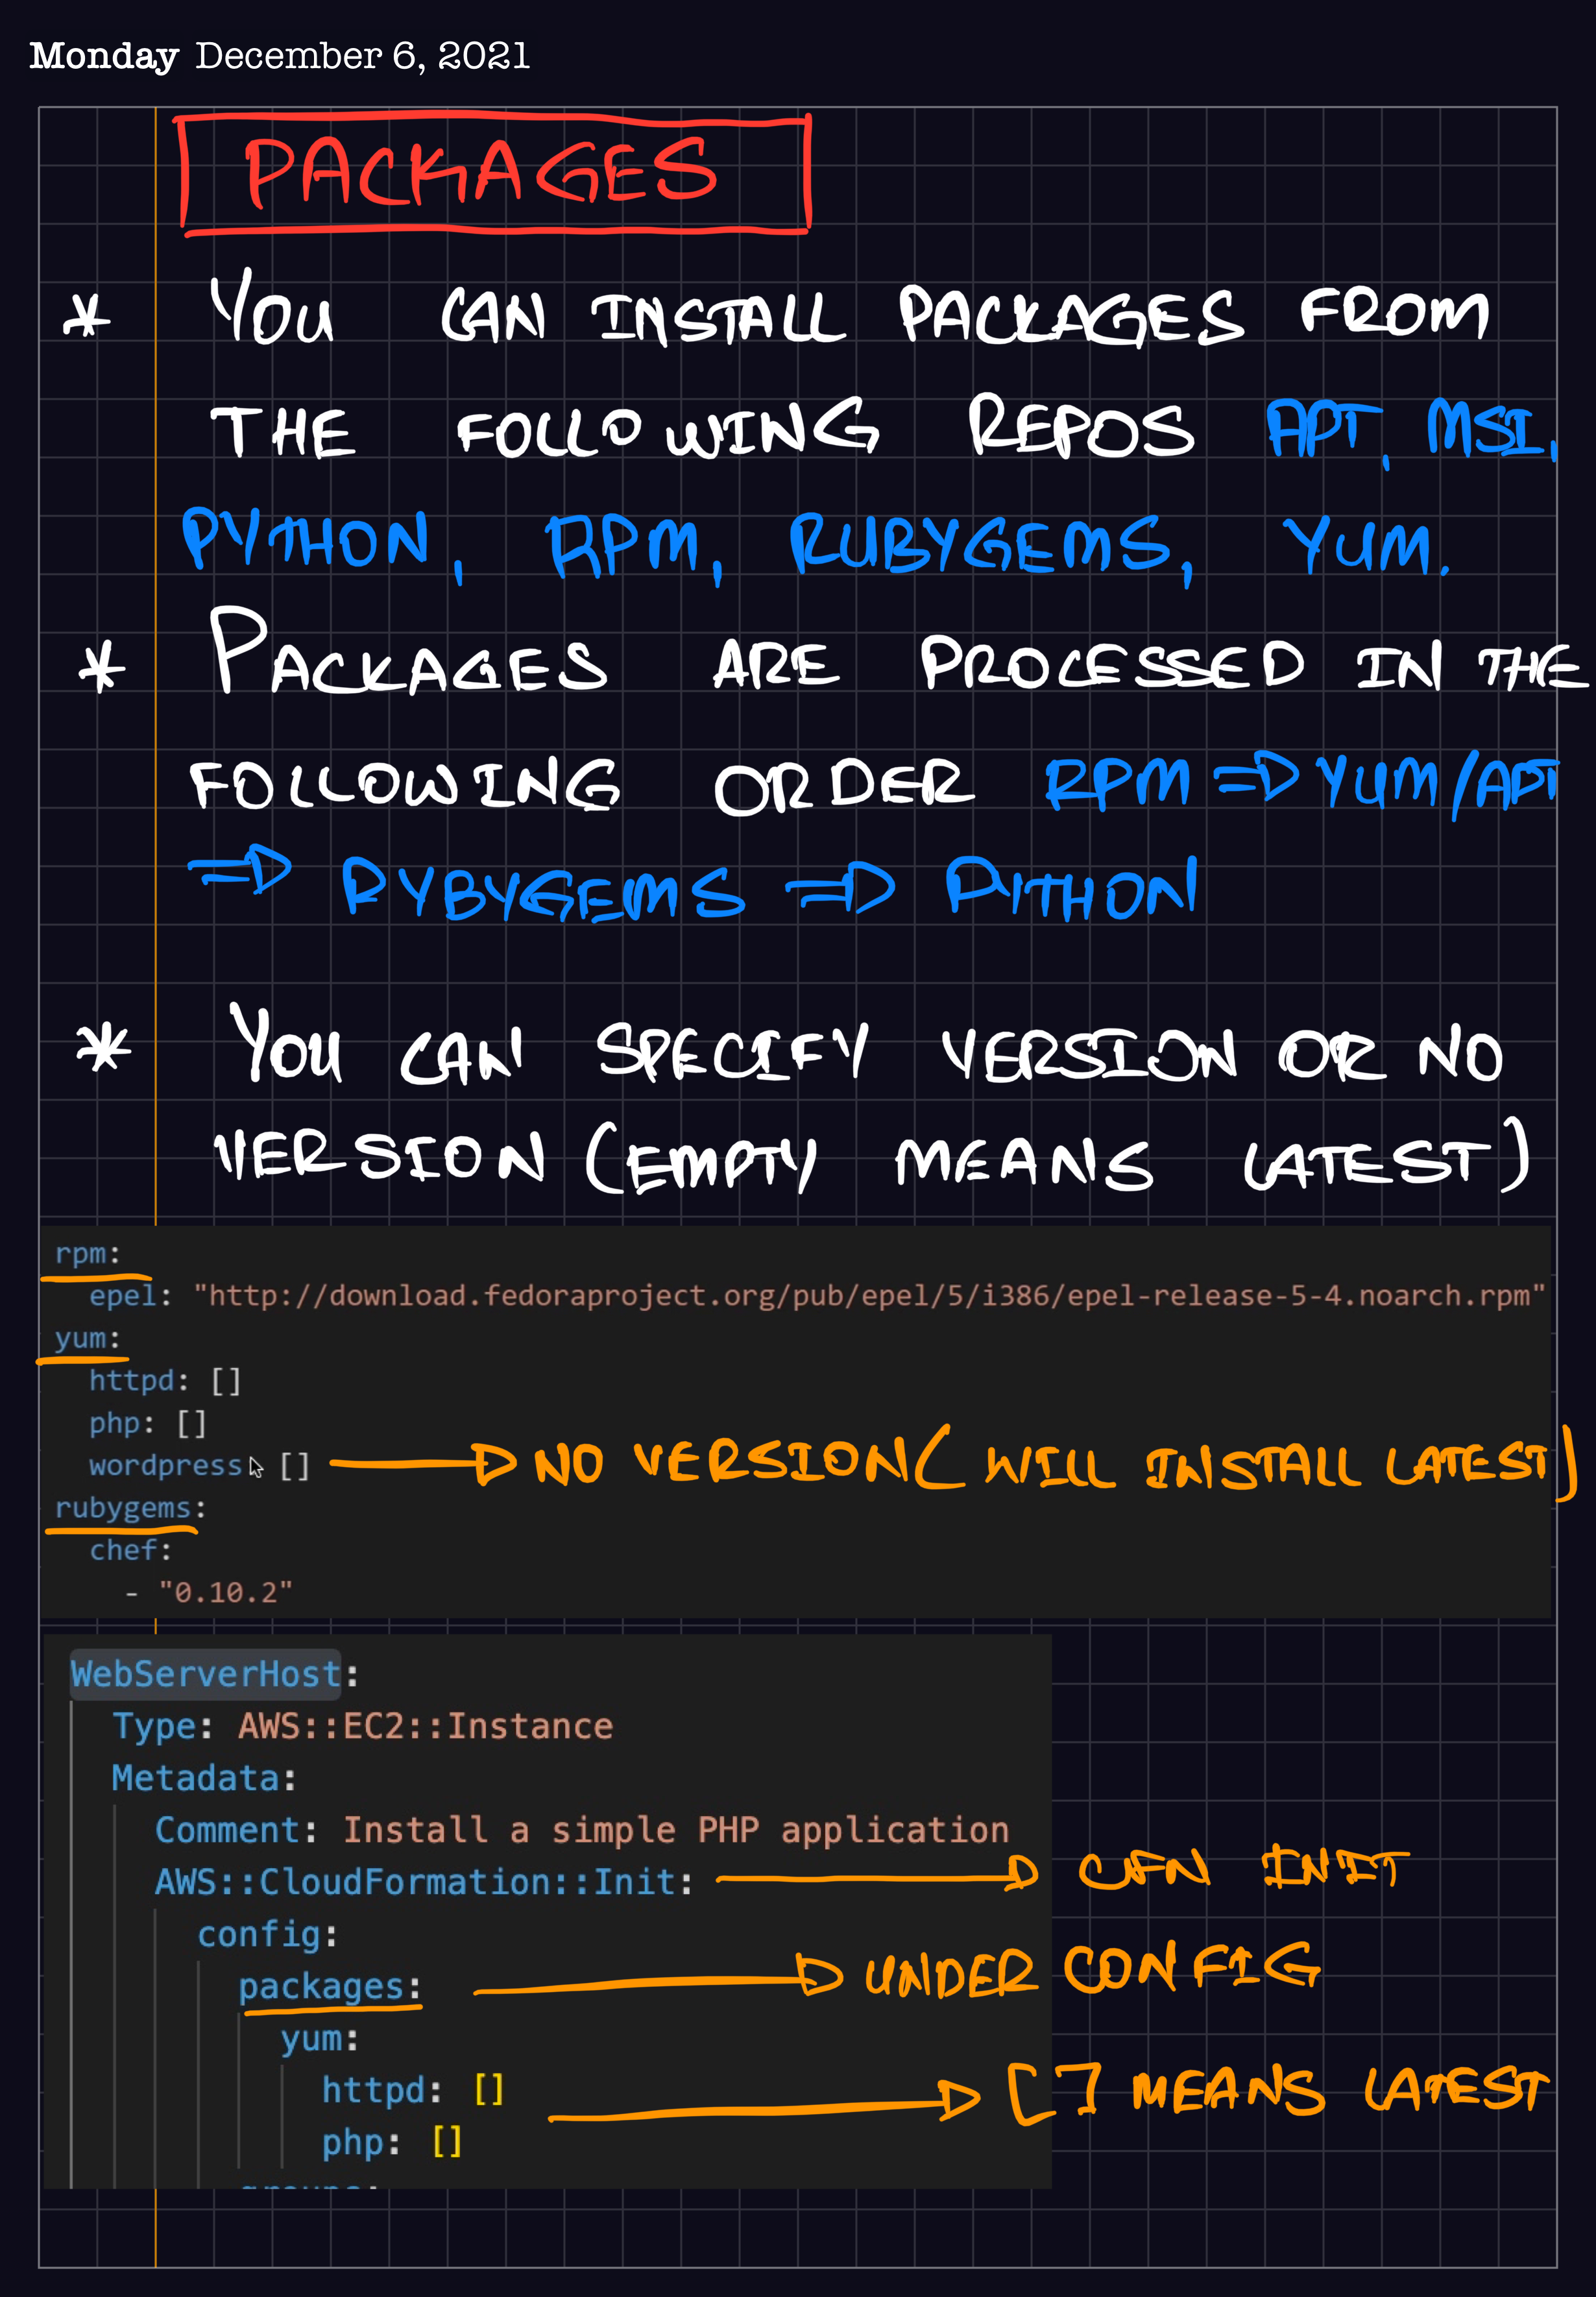 Monday December 6, 2021
PACKAGES
* YOU CAN INSTALL PACKAGES FROM
THE FOLLOWING REPOS APT, MSI,
PYTHON, RPM, RUBYGEMS, YUM.
* PACKAGES ARE PROCESSED IN THE
FOLLOWING ORDER RPM => YUM/APT
=> RYBYGEMS => PYTHON
* YOU CAN SPECIFY VERSION OR NO
VERSION (EMPTY MEANS LATEST)
rpm:
epel: "http://download.fedoraproject.org/pub/epel/5/i386/epel-release-5-4.noarch.rpm"
yum:
httpd: []
php: []
wordpress: [] → NO VERSION (WILL INSTALL LATEST)
rubygems:
chef:
- "0.10.2"
WebServerHost:
Type: AWS::EC2::Instance
Metadata:
Comment: Install a simple PHP application
AWS::CloudFormation::Init: → CFN INIT
config:
packages: → UNDER CONFIG
yum:
httpd: [] → [] MEANS LATEST
php: []